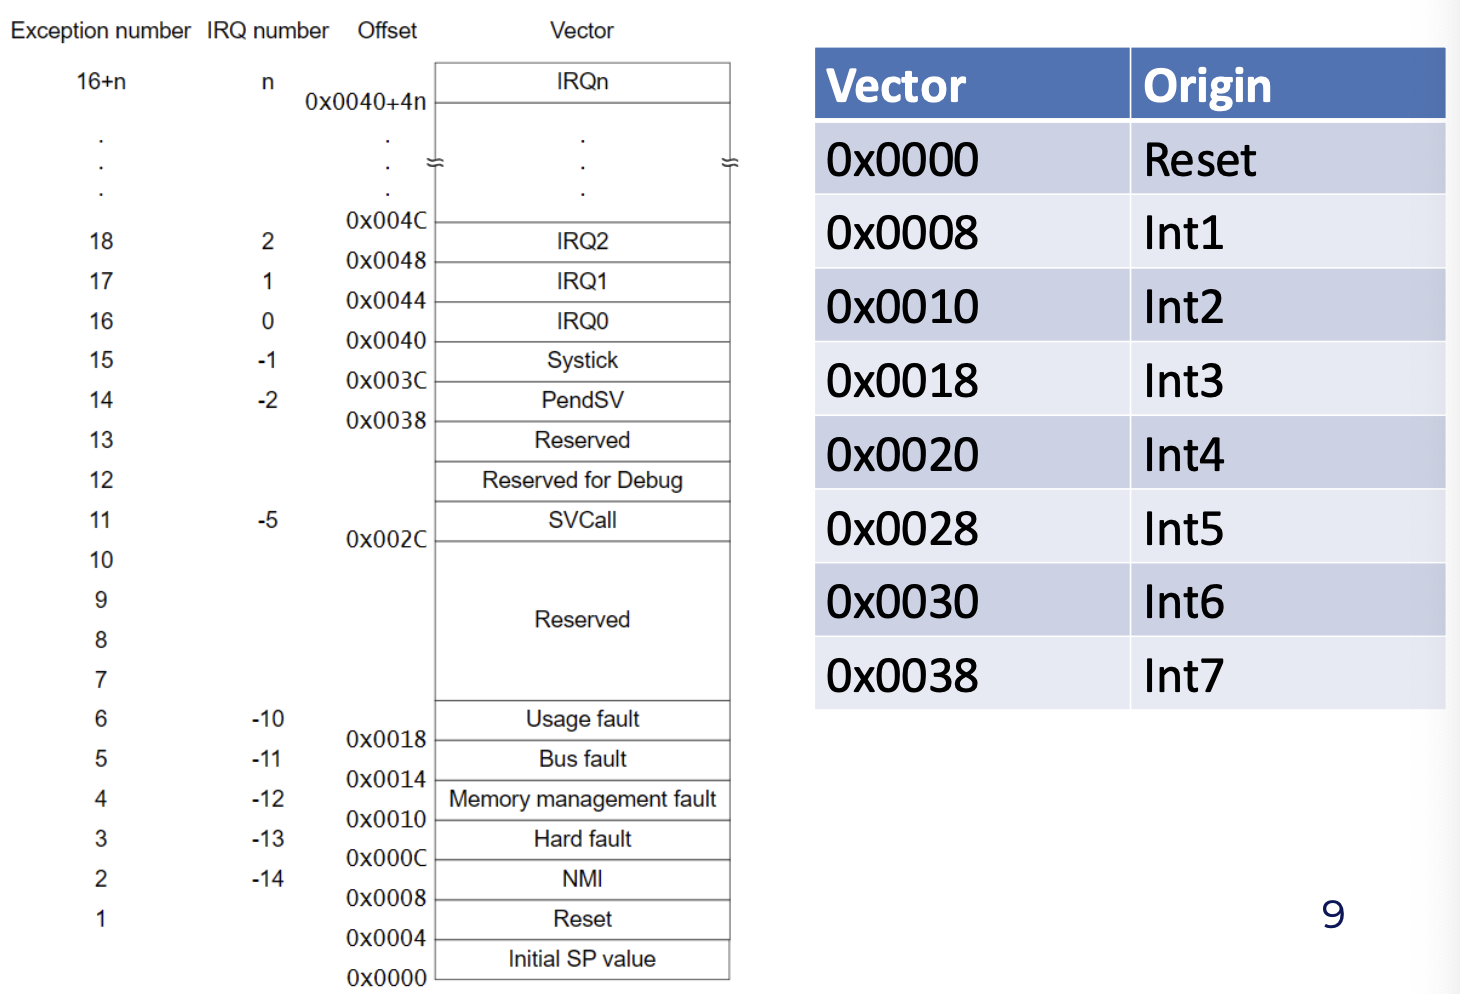 Exception number IRQ number Offset Vector
16+n n IRQn
0x0040+4n
. . .
. . .
. . .
0x004C
18 2 IRQ2
0x0048
17 1 IRQ1
0x0044
16 0 IRQ0
0x0040
15 -1 Systick
0x003C
14 -2 PendSV
0x0038
13 Reserved
12 Reserved for Debug
11 -5 SVCall
0x002C
10
9
Reserved
8
7
6 -10 Usage fault
0x0018
5 -11 Bus fault
0x0014
4 -12 Memory management fault
0x0010
3 -13 Hard fault
0x000C
2 -14 NMI
0x0008
1 Reset
0x0004
Initial SP value
0x0000
Vector Origin
0x0000 Reset
0x0008 Int1
0x0010 Int2
0x0018 Int3
0x0020 Int4
0x0028 Int5
0x0030 Int6
0x0038 Int7
9